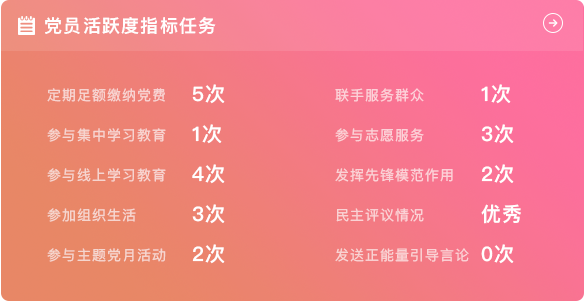 党员活跃度指标任务
定期足额缴纳党费 5次
联手服务群众 1次
参与集中学习教育 1次
参与志愿服务 3次
参与线上学习教育 4次
发挥先锋模范作用 2次
参加组织生活 3次
民主评议情况 优秀
参与主题党月活动 2次
发送正能量引导言论 0次